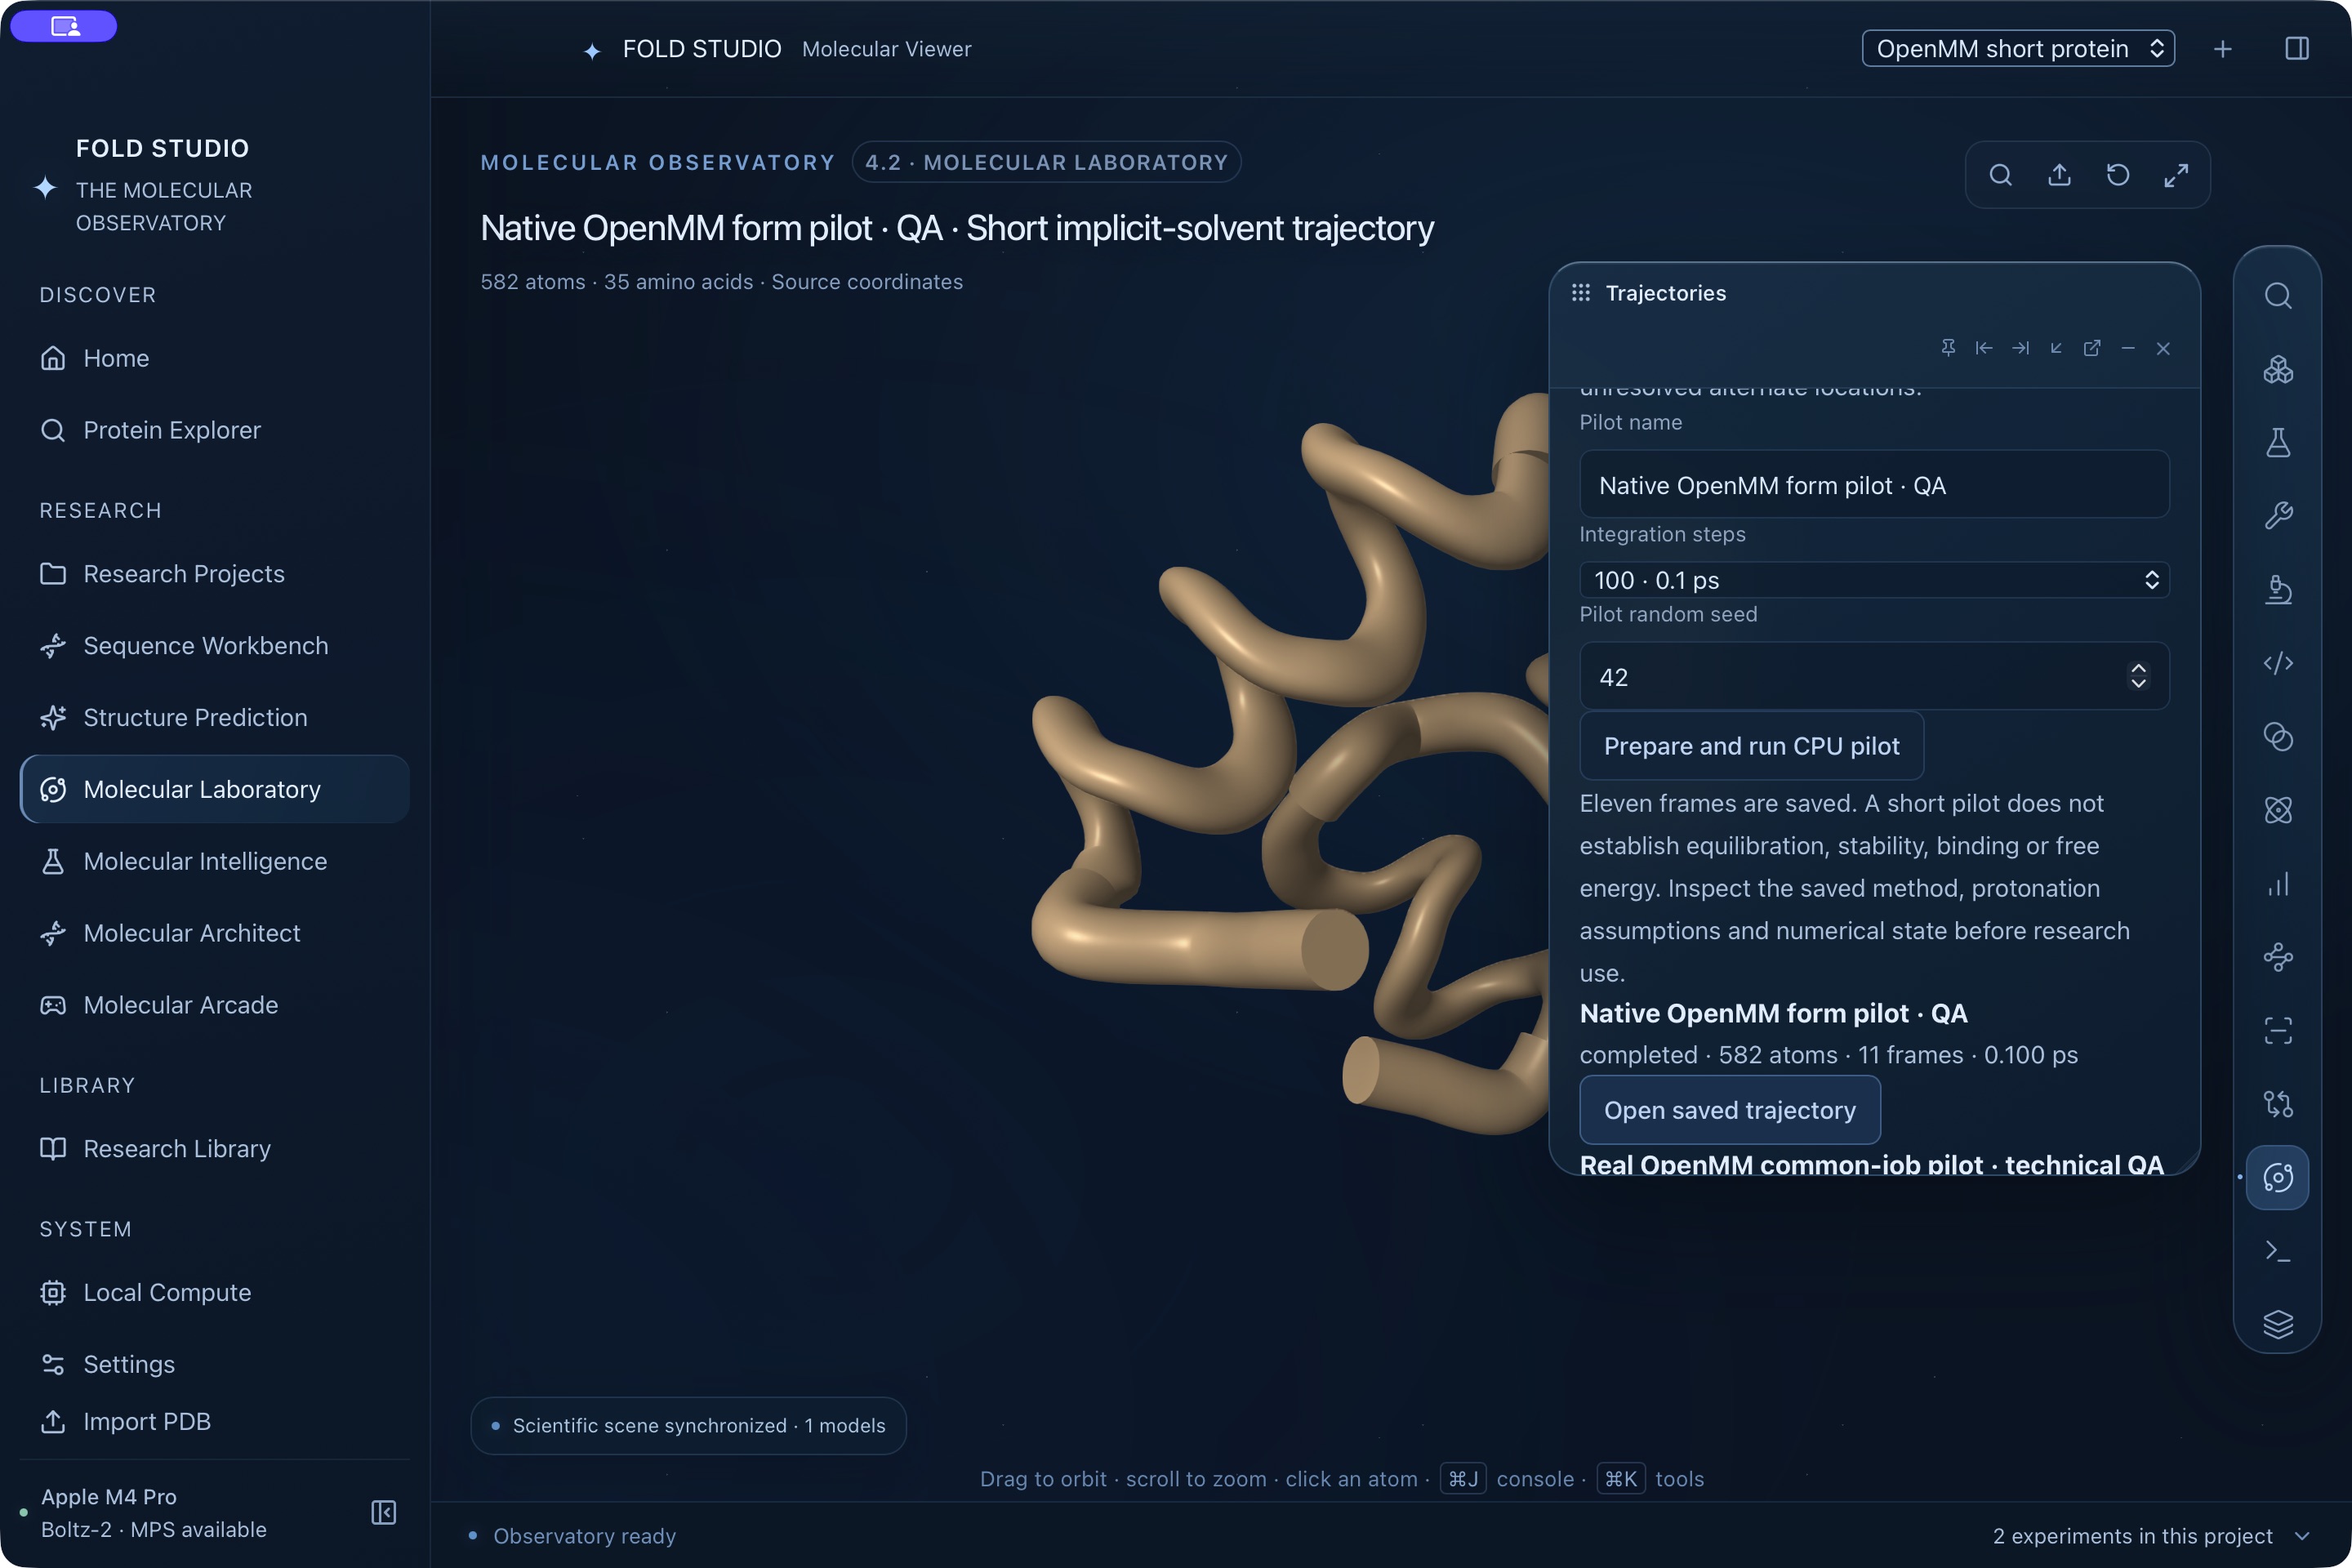 FOLD STUDIO
THE MOLECULAR
OBSERVATORY
DISCOVER
Home
Protein Explorer
RESEARCH
Research Projects
Sequence Workbench
Structure Prediction
Molecular Laboratory
Molecular Intelligence
Molecular Architect
Molecular Arcade
LIBRARY
Research Library
SYSTEM
Local Compute
Settings
Import PDB
Apple M4 Pro
Boltz-2 · MPS available
FOLD STUDIO Molecular Viewer
OpenMM short protein
MOLECULAR OBSERVATORY 4.2 · MOLECULAR LABORATORY
Native OpenMM form pilot · QA · Short implicit-solvent trajectory
582 atoms · 35 amino acids · Source coordinates
Trajectories
unresolved alternate locations.
Pilot name
Native OpenMM form pilot · QA
Integration steps
100 · 0.1 ps
Pilot random seed
42
Prepare and run CPU pilot
Eleven frames are saved. A short pilot does not
establish equilibration, stability, binding or free
energy. Inspect the saved method, protonation
assumptions and numerical state before research
use.
Native OpenMM form pilot · QA
completed · 582 atoms · 11 frames · 0.100 ps
Open saved trajectory
Real OpenMM common-job pilot · technical QA
Scientific scene synchronized · 1 models
Drag to orbit · scroll to zoom · click an atom · ⌘J console · ⌘K tools
Observatory ready
2 experiments in this project